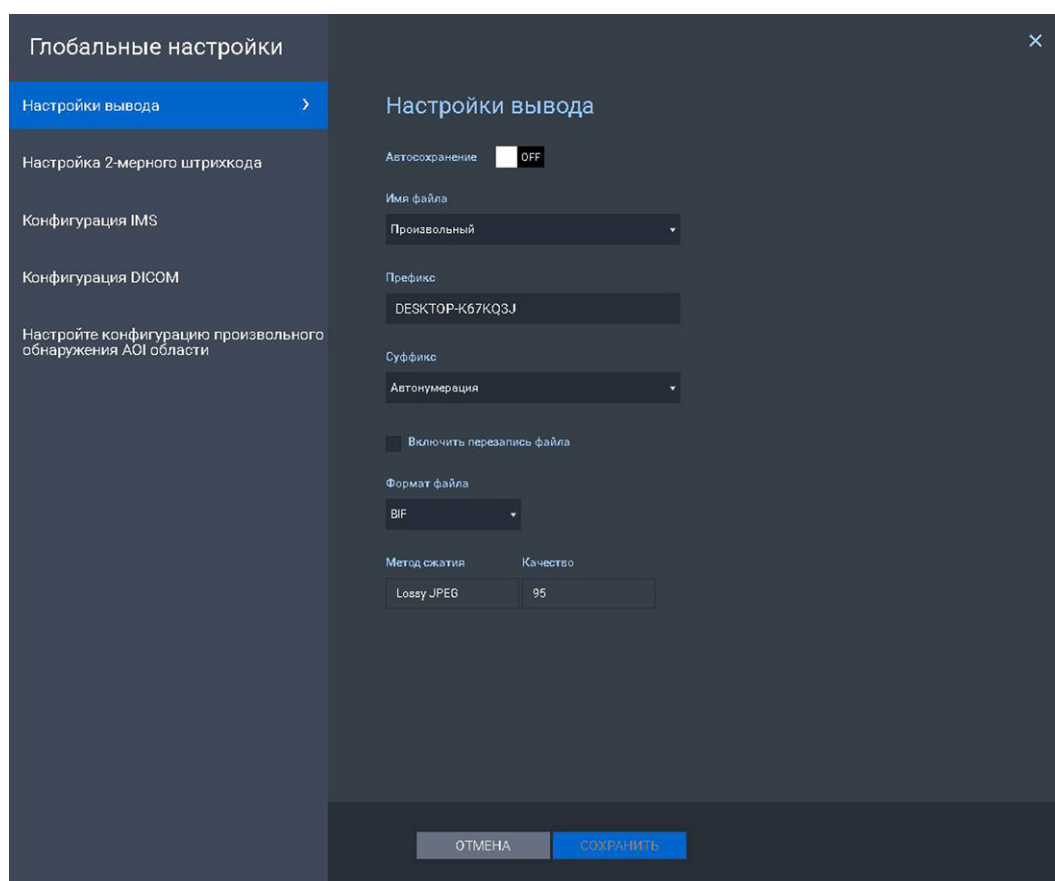 Глобальные настройки
Настройки вывода
Настройка 2-мерного штрихкода
Конфигурация IMS
Конфигурация DICOM
Настройте конфигурацию произвольного
обнаружения AOI области
Настройки вывода
Автосохранение OFF
Имя файла
Произвольный
Префикс
DESKTOP-K67KQ3J
Суффикс
Автонумерация
Включить перезапись файла
Формат файла
BIF
Метод сжатия Качество
Lossy JPEG 95
ОТМЕНА СОХРАНИТЬ